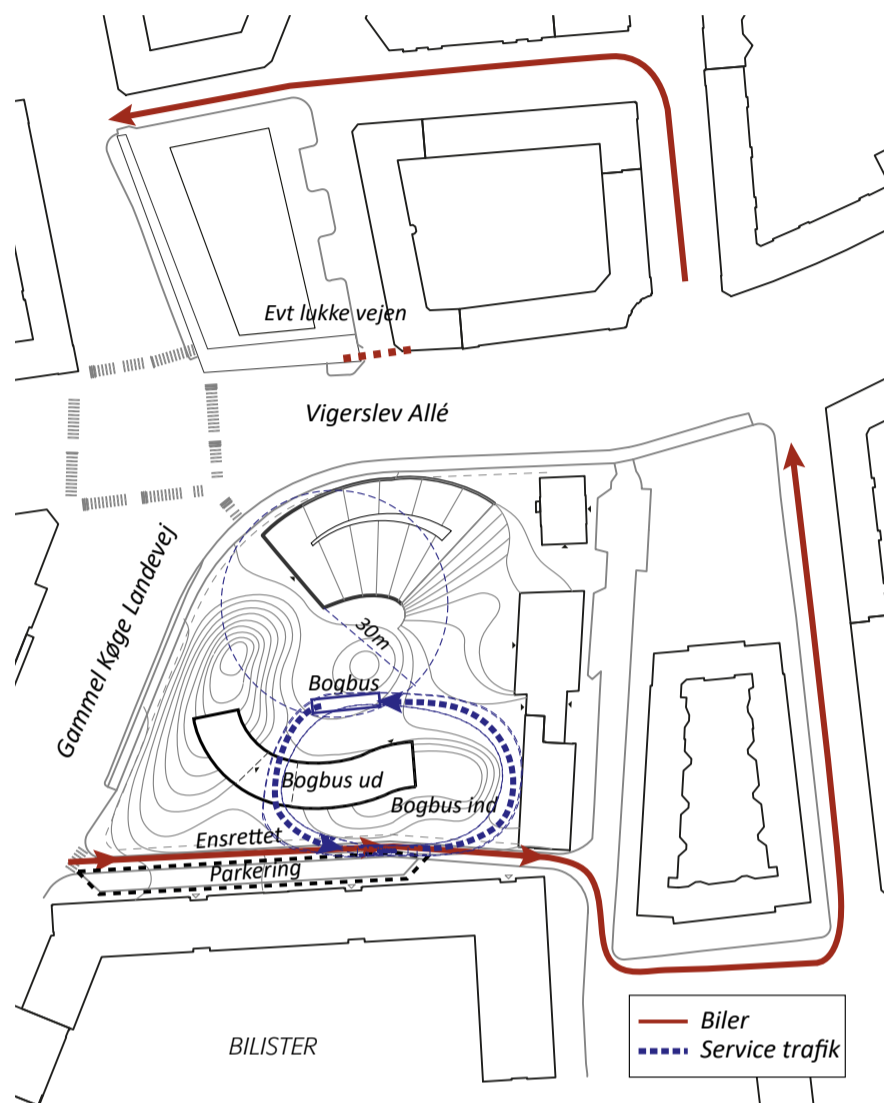 Evt lukke vejen
Vigerslev Allé
Gammel Køge Landevej
30m
Bogbus
Bogbus ud
Bogbus ind
Ensrettet
Parkering
BILISTER
Biler
Service trafik